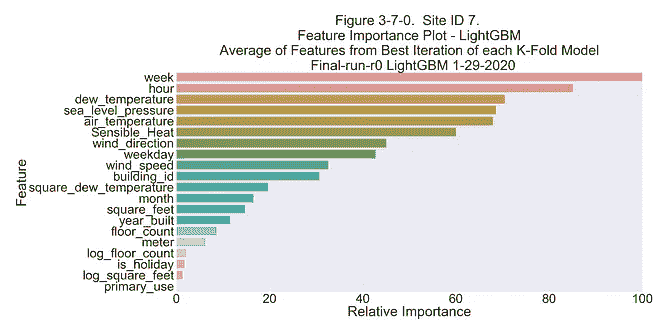 Figure 3-7-0.  Site ID 7.
Feature Importance Plot - LightGBM
Average of Features from Best Iteration of each K-Fold Model
Final-run-r0 LightGBM 1-29-2020
week
hour
dew_temperature
sea_level_pressure
air_temperature
Sensible_Heat
wind_direction
weekday
wind_speed
building_id
square_dew_temperature
month
square_feet
year_built
floor_count
meter
log_floor_count
is_holiday
log_square_feet
primary_use
Feature
0 20 40 60 80 100
Relative Importance